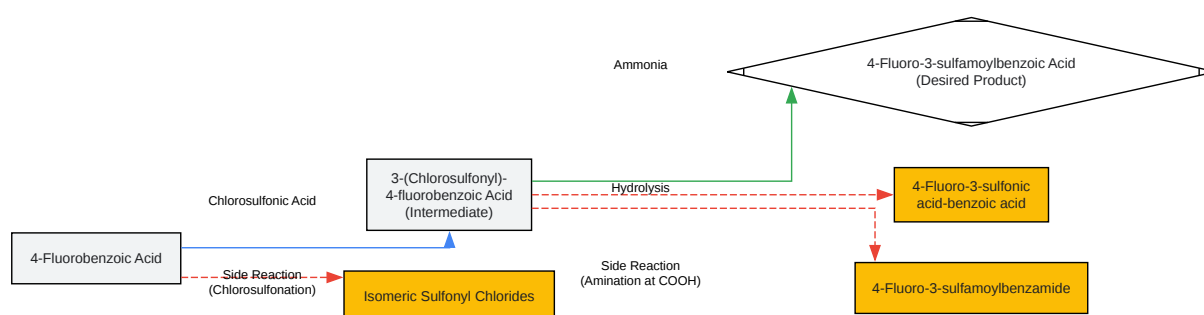 Ammonia
4-Fluoro-3-sulfamoylbenzoic Acid
(Desired Product)
Chlorosulfonic Acid
3-(Chlorosulfonyl)-
4-fluorobenzoic Acid
(Intermediate)
Hydrolysis
4-Fluoro-3-sulfonic
acid-benzoic acid
4-Fluorobenzoic Acid
Side Reaction
(Chlorosulfonation)
Isomeric Sulfonyl Chlorides
Side Reaction
(Amination at COOH)
4-Fluoro-3-sulfamoylbenzamide